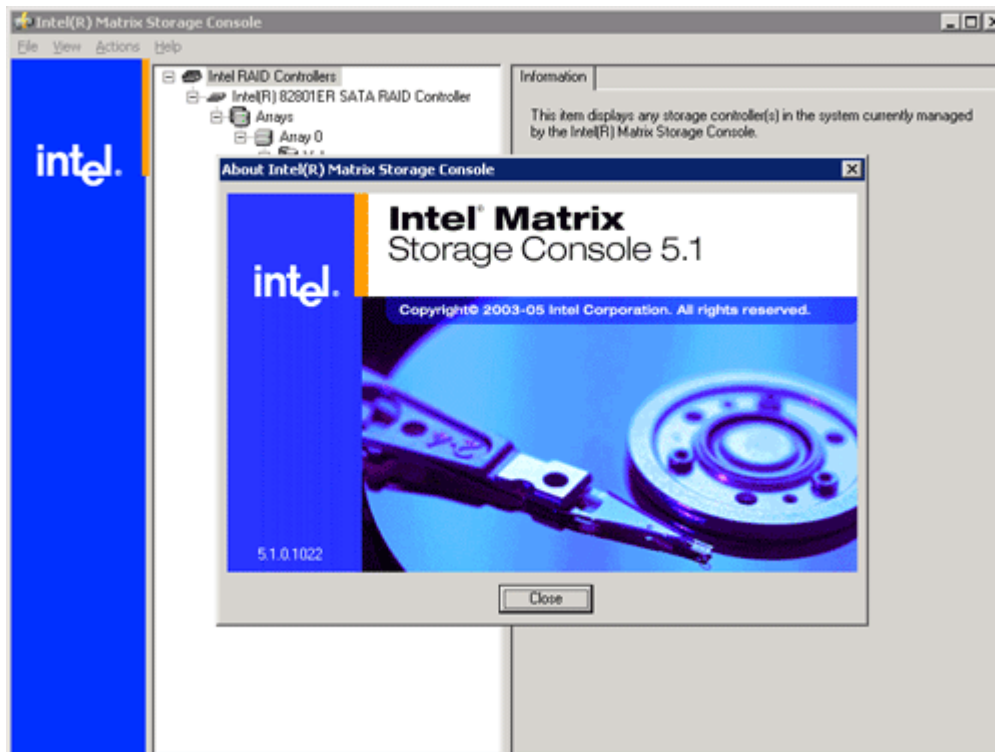 Intel(R) Matrix Storage Console
File View Actions Help
Intel RAID Controllers
Intel(R) 82801ER SATA RAID Controller
Arrays
Array 0
Information
This item displays any storage controller(s) in the system currently managed
by the Intel(R) Matrix Storage Console.
intel.
About Intel(R) Matrix Storage Console
Intel® Matrix
Storage Console 5.1
intel.
Copyright© 2003-05 Intel Corporation. All rights reserved.
5.1.0.1022
Close